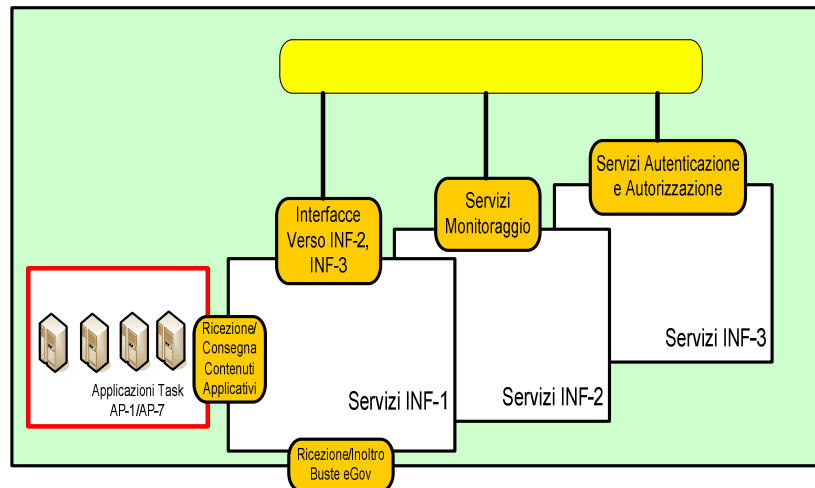 Servizi Autenticazione
e Autorizzazione
Servizi
Monitoraggio
Interfacce
Verso INF-2,
INF-3
Ricezione/
Consegna
Contenuti
Applicativi
Applicazioni Task
AP-1/AP-7
Servizi INF-1
Servizi INF-2
Servizi INF-3
Ricezione/Inoltro
Buste eGov